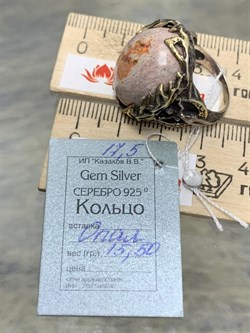 17,5
ИП "Казаков В.В."
Gem Silver
СЕРЕБРО 925°
Кольцо
вставка Опал
вес (гр.) 15,50
цена